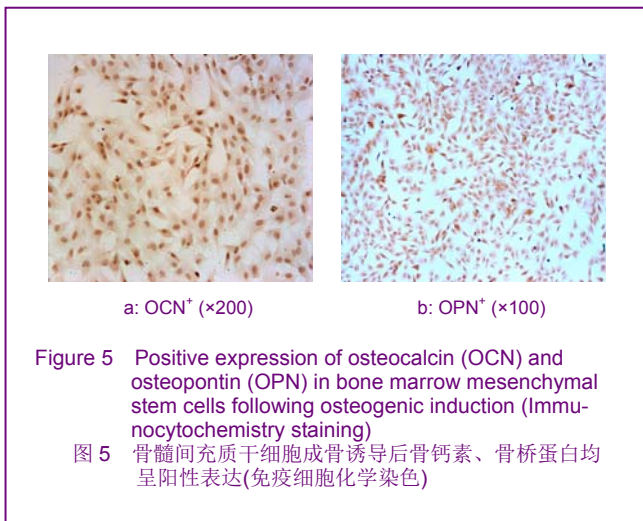 a: OCN⁺ (×200) b: OPN⁺ (×100)
Figure 5 Positive expression of osteocalcin (OCN) and
osteopontin (OPN) in bone marrow mesenchymal
stem cells following osteogenic induction (Immu-
nocytochemistry staining)
图 5 骨髓间充质干细胞成骨诱导后骨钙素、骨桥蛋白均
呈阳性表达(免疫细胞化学染色)